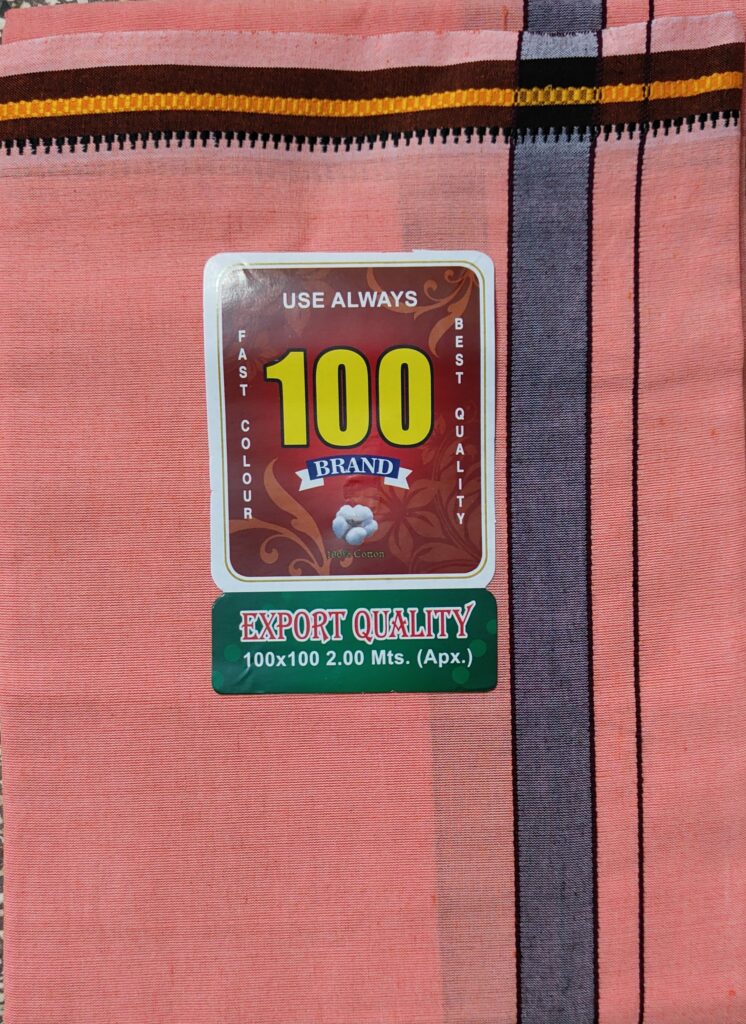 USE ALWAYS
FAST COLOUR
BEST QUALITY
100
BRAND
100% Cotton
EXPORT QUALITY
100x100 2.00 Mts. (Apx.)